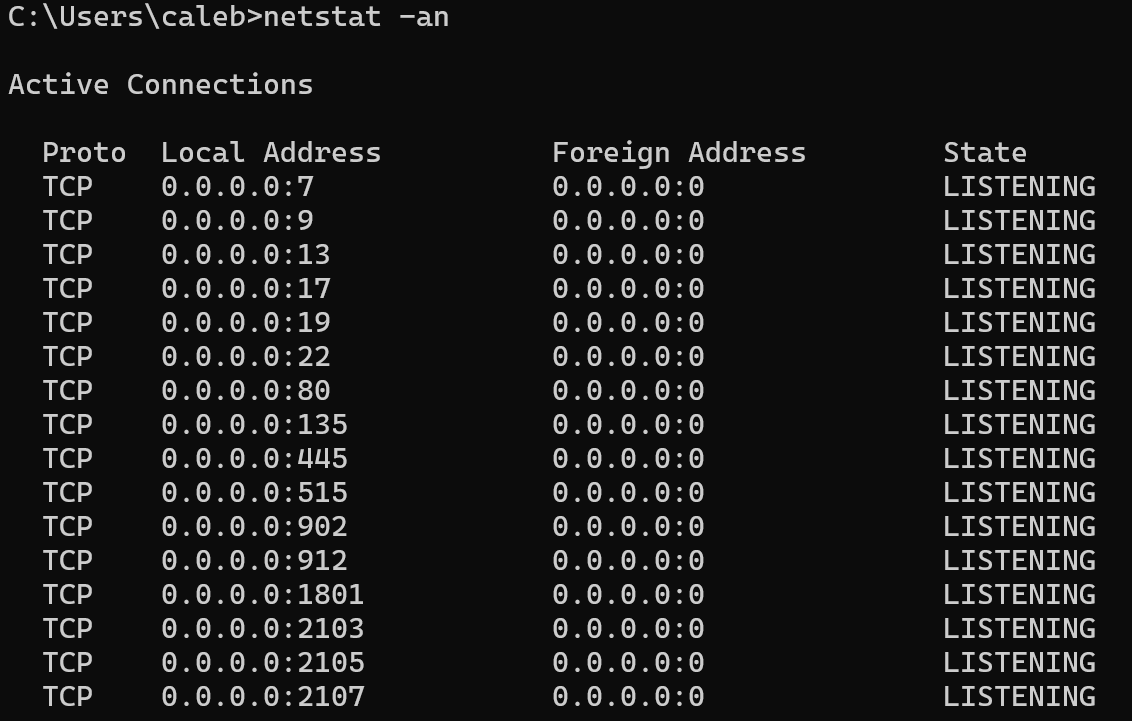 C:\Users\caleb>netstat -an
Active Connections
Proto  Local Address          Foreign Address        State
TCP    0.0.0.0:7              0.0.0.0:0              LISTENING
TCP    0.0.0.0:9              0.0.0.0:0              LISTENING
TCP    0.0.0.0:13             0.0.0.0:0              LISTENING
TCP    0.0.0.0:17             0.0.0.0:0              LISTENING
TCP    0.0.0.0:19             0.0.0.0:0              LISTENING
TCP    0.0.0.0:22             0.0.0.0:0              LISTENING
TCP    0.0.0.0:80             0.0.0.0:0              LISTENING
TCP    0.0.0.0:135            0.0.0.0:0              LISTENING
TCP    0.0.0.0:445            0.0.0.0:0              LISTENING
TCP    0.0.0.0:515            0.0.0.0:0              LISTENING
TCP    0.0.0.0:902            0.0.0.0:0              LISTENING
TCP    0.0.0.0:912            0.0.0.0:0              LISTENING
TCP    0.0.0.0:1801           0.0.0.0:0              LISTENING
TCP    0.0.0.0:2103           0.0.0.0:0              LISTENING
TCP    0.0.0.0:2105           0.0.0.0:0              LISTENING
TCP    0.0.0.0:2107           0.0.0.0:0              LISTENING